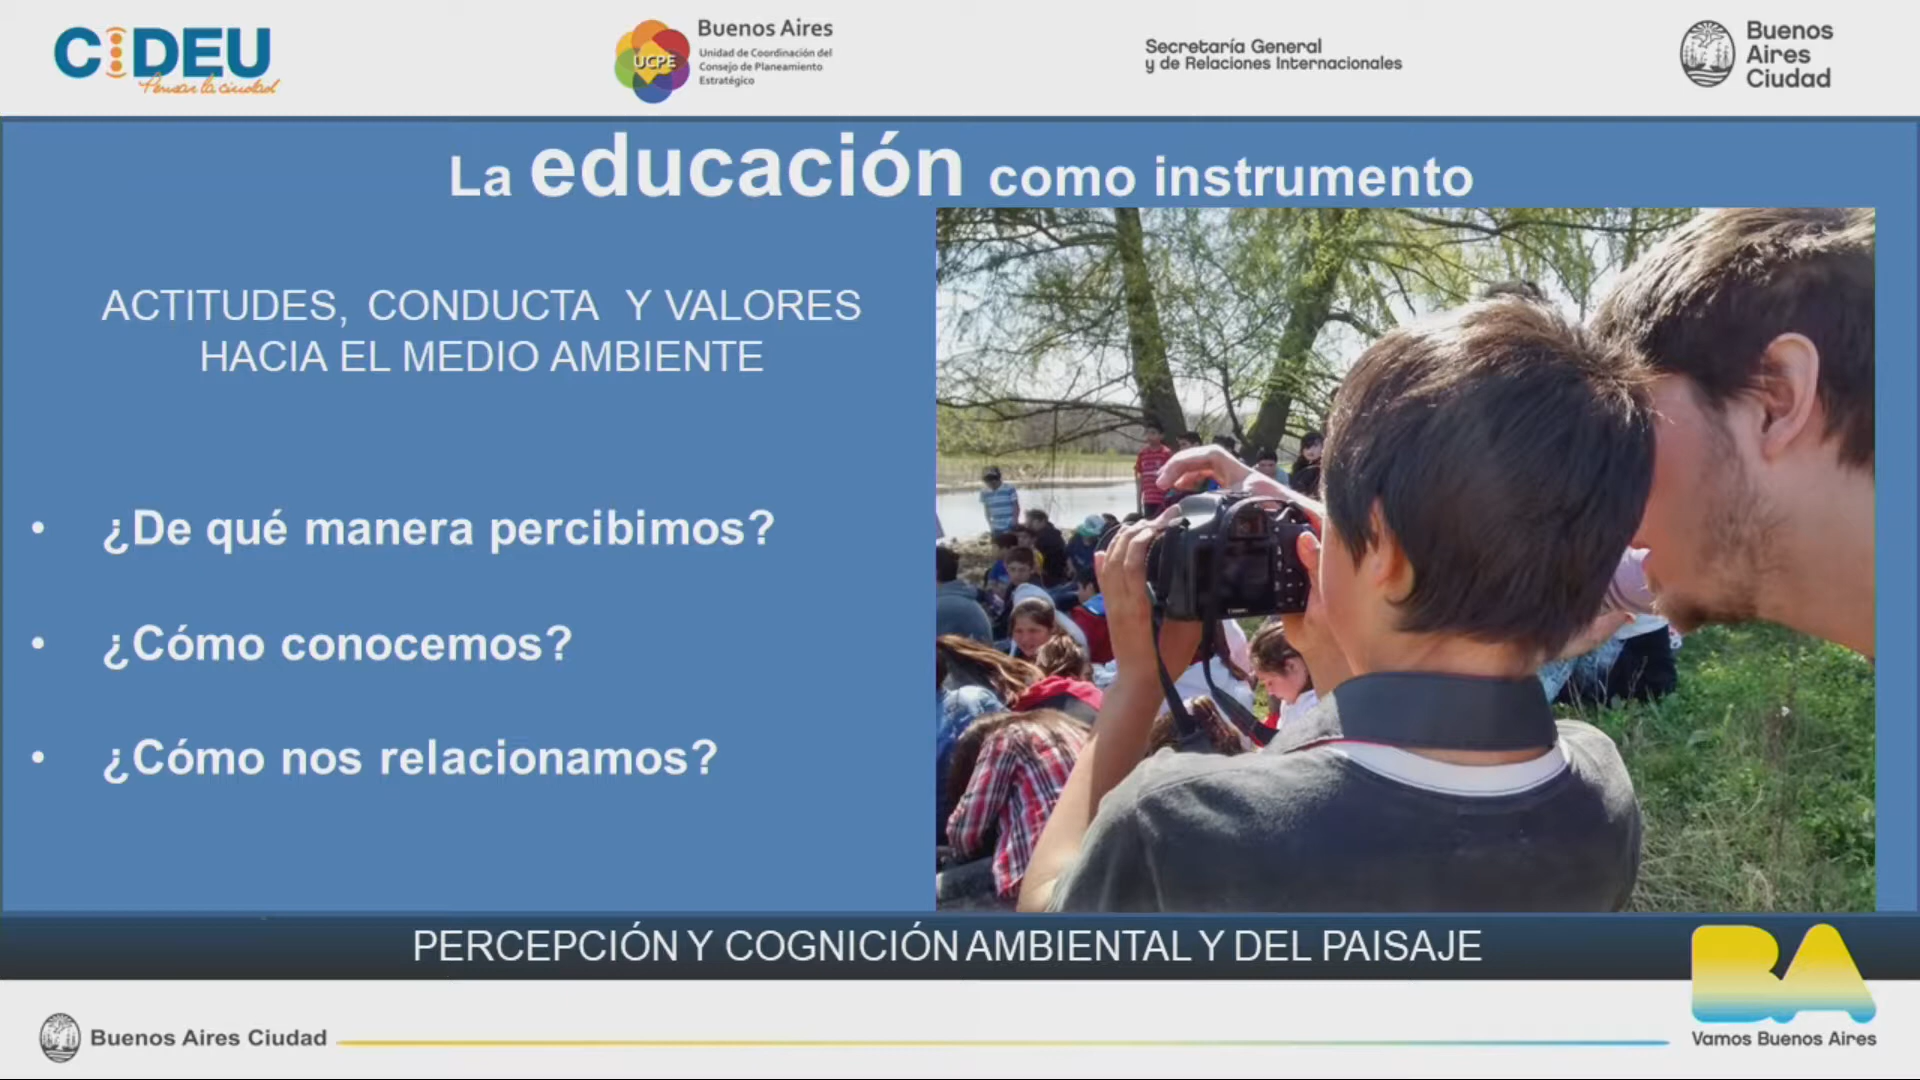 CIDEU
Pensar la ciudad
UCPE
Buenos Aires
Unidad de Coordinación del
Consejo de Planeamiento
Estratégico
Secretaría General
y de Relaciones Internacionales
Buenos
Aires
Ciudad
La educación como instrumento
ACTITUDES, CONDUCTA Y VALORES
HACIA EL MEDIO AMBIENTE
• ¿De qué manera percibimos?
• ¿Cómo conocemos?
• ¿Cómo nos relacionamos?
PERCEPCIÓN Y COGNICIÓN AMBIENTAL Y DEL PAISAJE
BA
Buenos Aires Ciudad
Vamos Buenos Aires